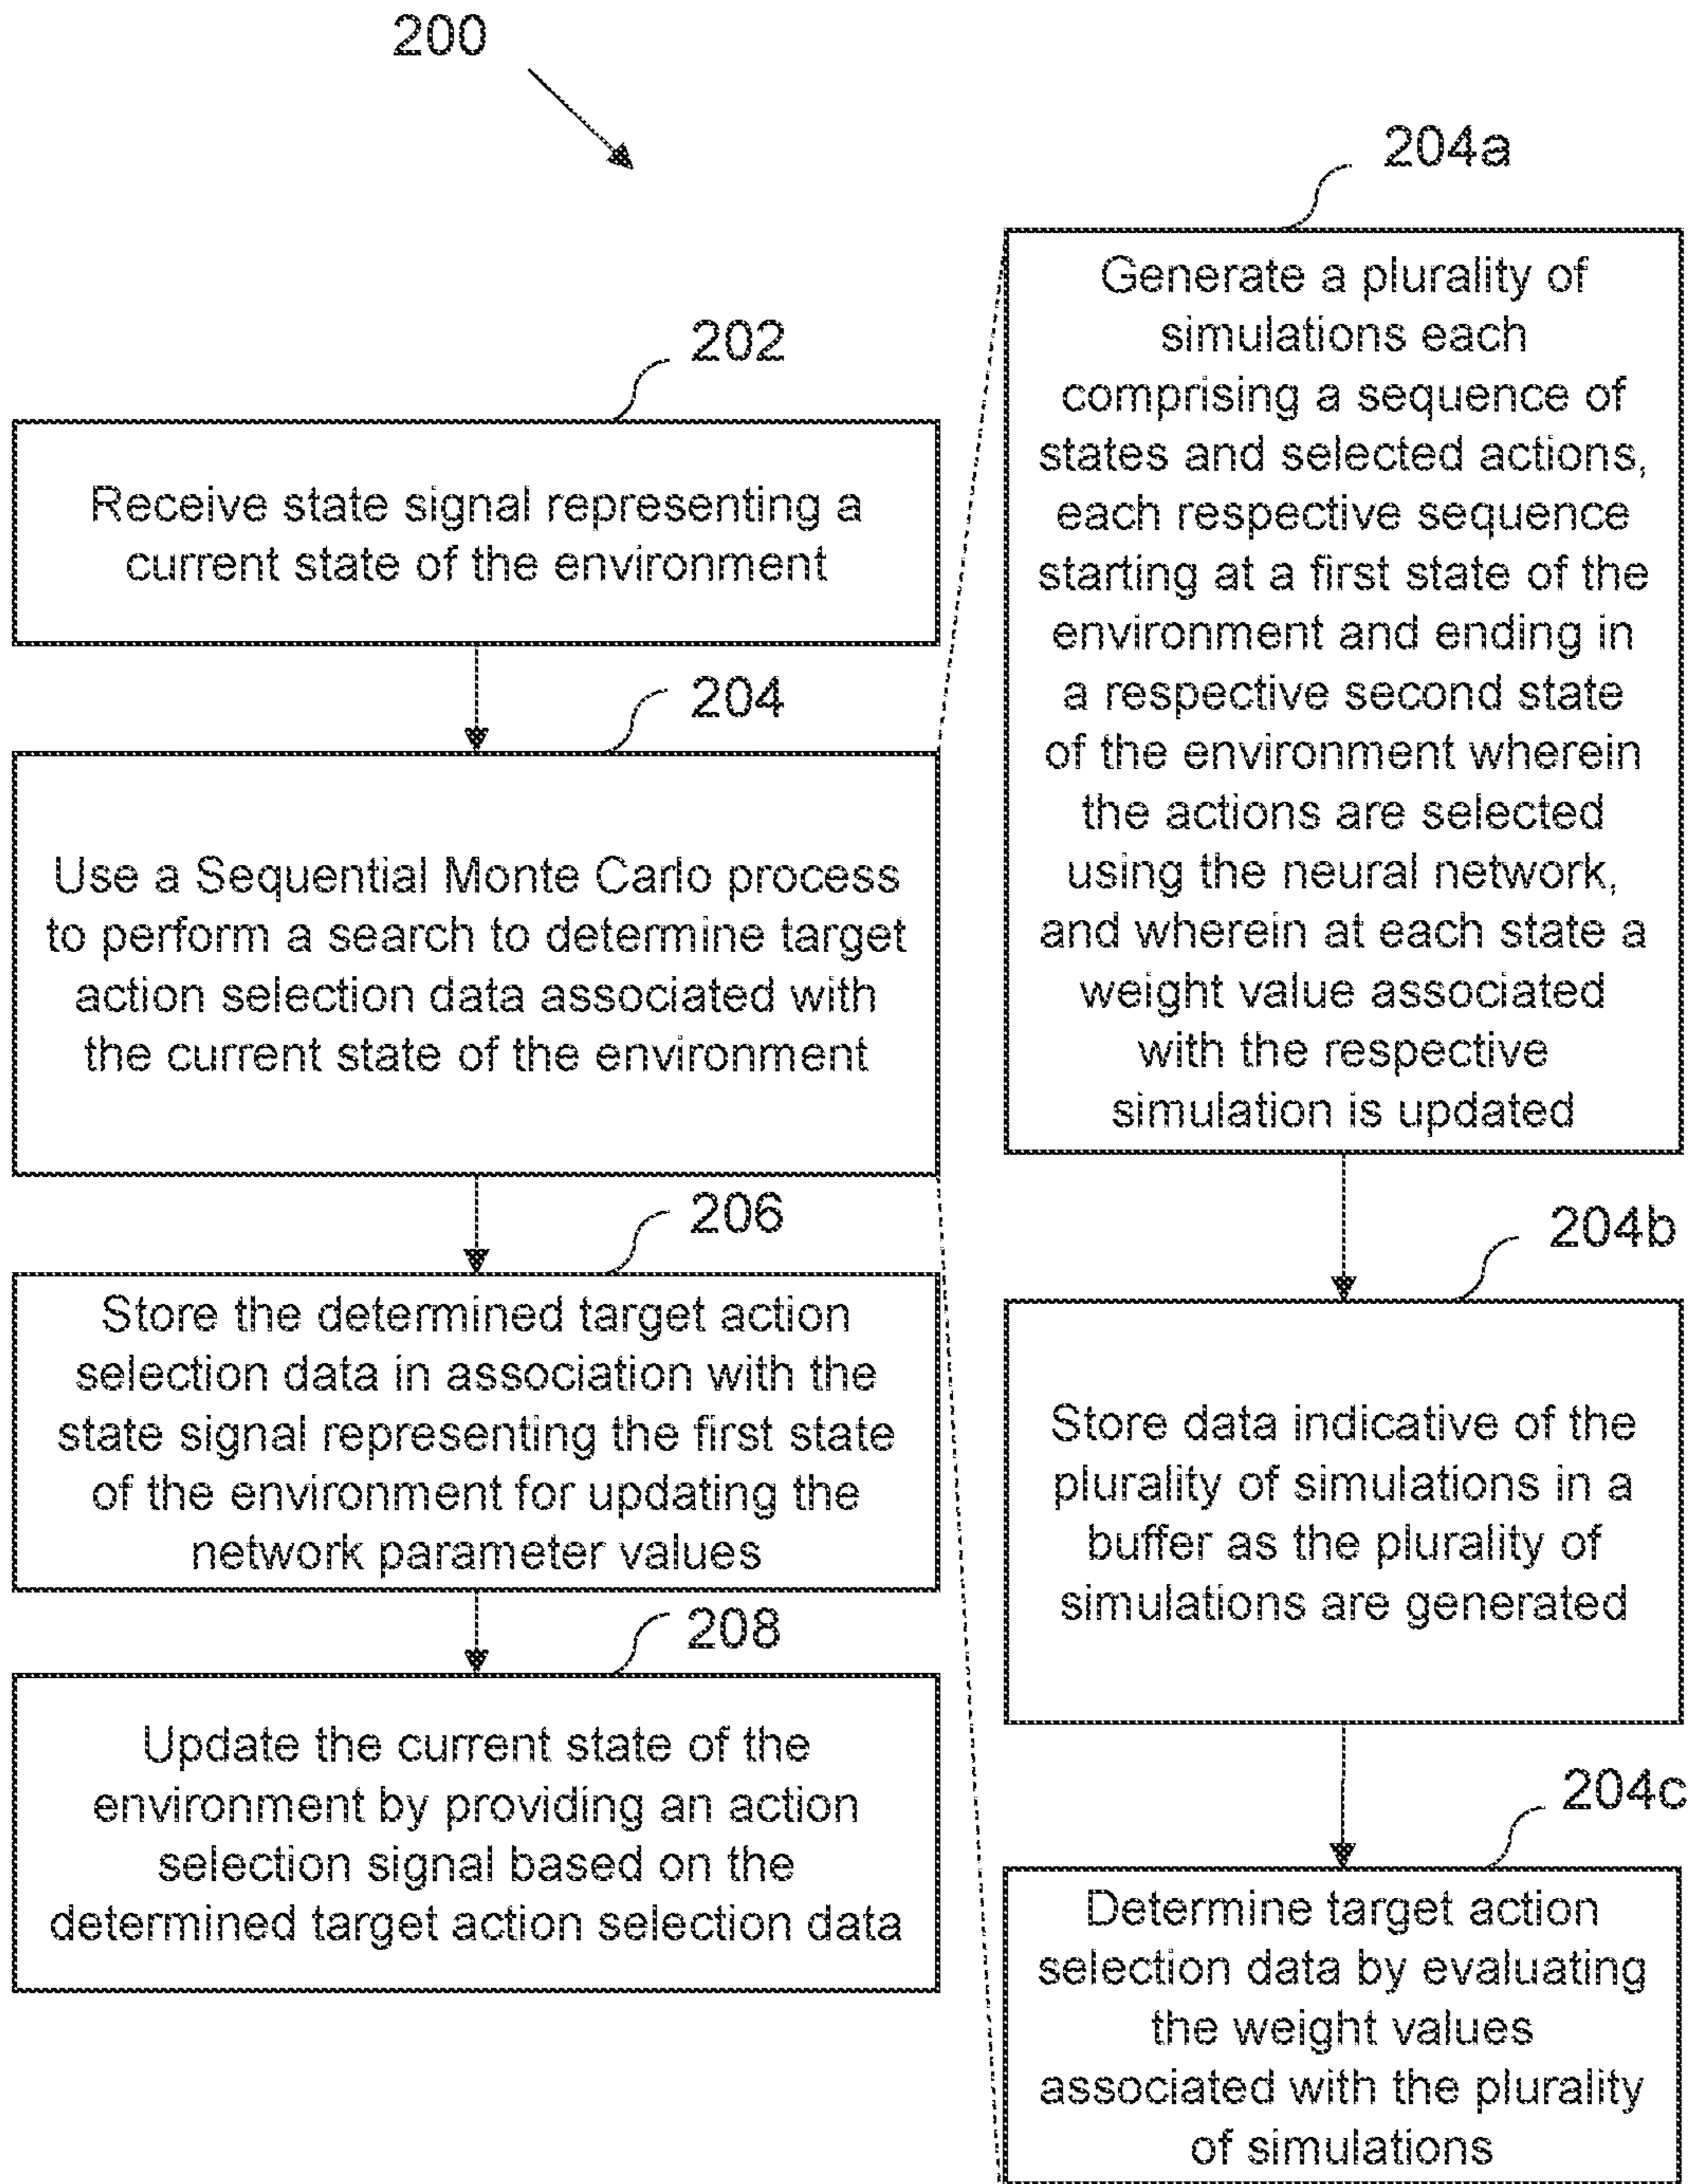 200
202
Receive state signal representing a
current state of the environment
204
Use a Sequential Monte Carlo process
to perform a search to determine target
action selection data associated with
the current state of the environment
206
Store the determined target action
selection data in association with the
state signal representing the first state
of the environment for updating the
network parameter values
208
Update the current state of the
environment by providing an action
selection signal based on the
determined target action selection data
204a
Generate a plurality of
simulations each
comprising a sequence of
states and selected actions,
each respective sequence
starting at a first state of the
environment and ending in
a respective second state
of the environment wherein
the actions are selected
using the neural network,
and wherein at each state a
weight value associated
with the respective
simulation is updated
204b
Store data indicative of the
plurality of simulations in a
buffer as the plurality of
simulations are generated
204c
Determine target action
selection data by evaluating
the weight values
associated with the plurality
of simulations